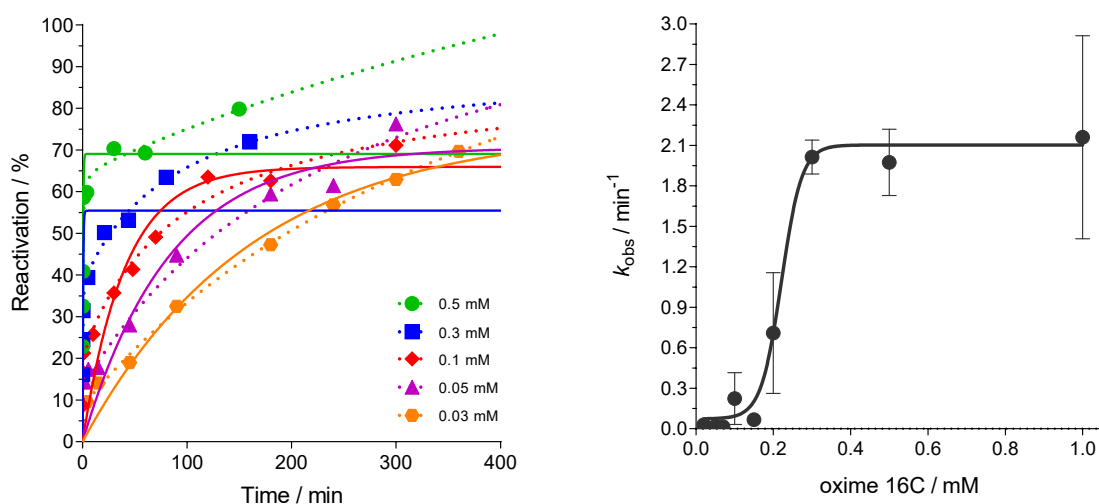 100
90
80
70
60
50
40
30
20
10
0
Reactivation / %
0.5 mM
0.3 mM
0.1 mM
0.05 mM
0.03 mM
0 100 200 300 400
Time / min
3.0
2.7
2.4
2.1
1.8
1.5
1.2
0.9
0.6
0.3
0.0
kobs / min-1
0.0 0.2 0.4 0.6 0.8 1.0
oxime 16C / mM